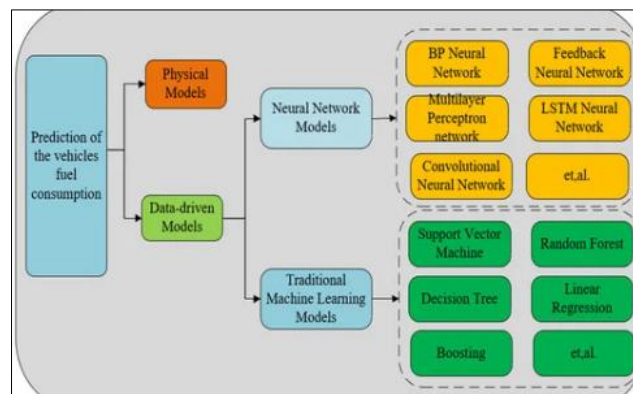 Prediction of
the vehicles
fuel
consumption
Physical
Models
Data-driven
Models
Neural Network
Models
Traditional
Machine Learning
Models
BP Neural
Network
Feedback
Neural Network
Multilayer
Perceptron
network
LSTM Neural
Network
Convolutional
Neural Network
et,al.
Support Vector
Machine
Random Forest
Decision Tree
Linear
Regression
Boosting
et,al.